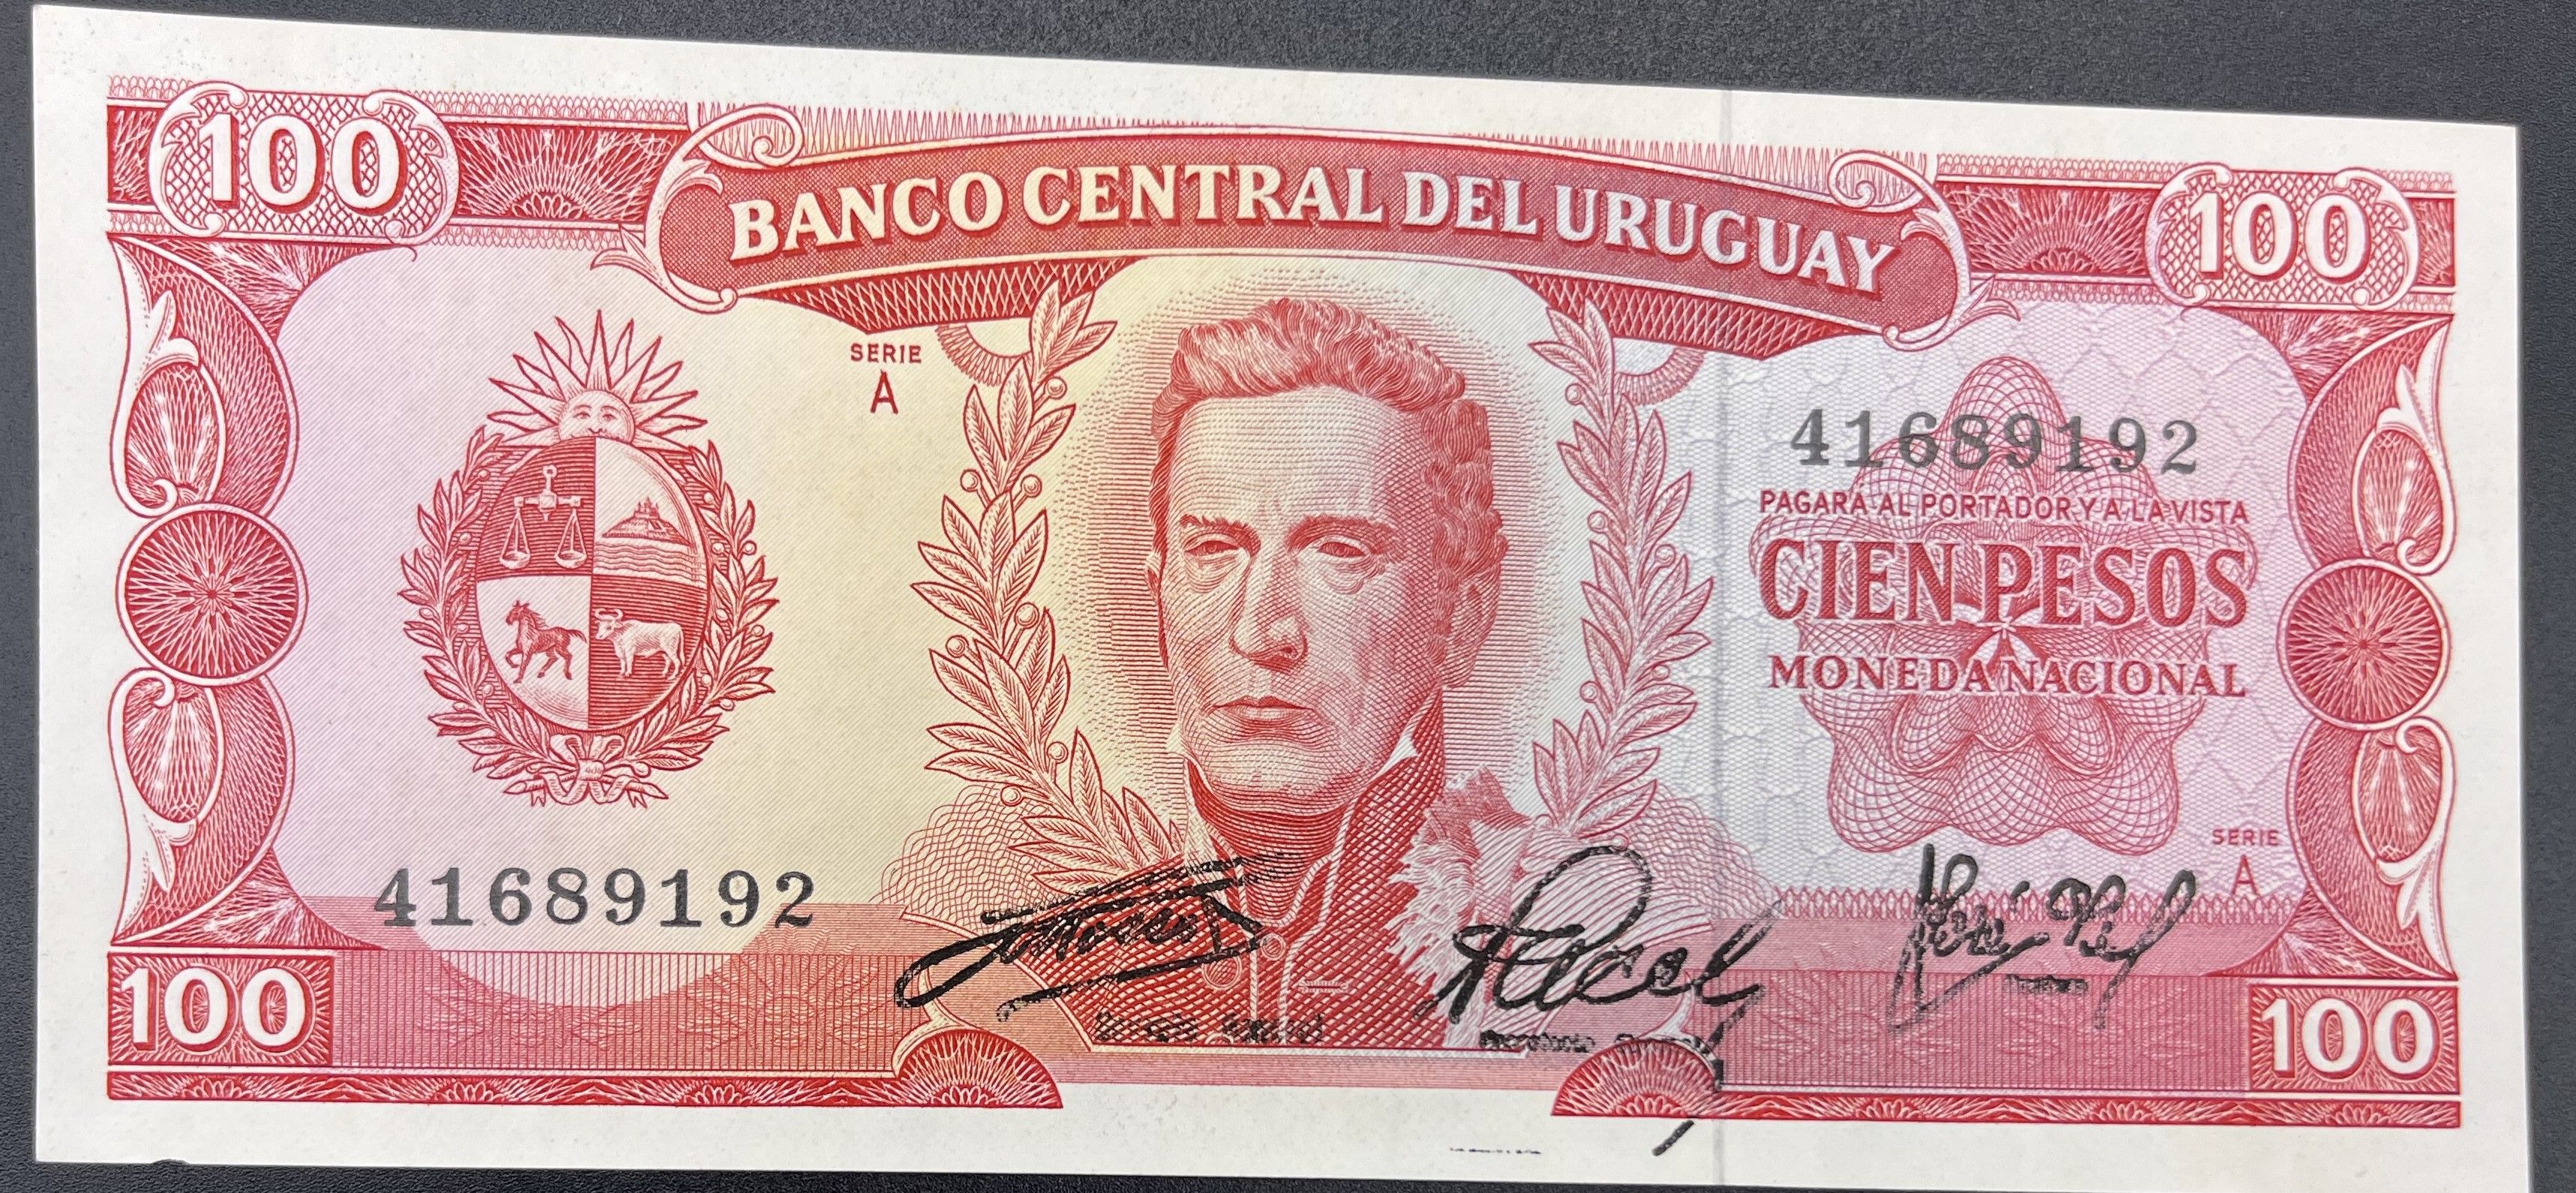 100
BANCO CENTRAL DEL URUGUAY
100
SERIE
A
41689192
PAGARA AL PORTADOR Y A LA VISTA
CIEN PESOS
MONEDA NACIONAL
SERIE
A
41689192
100
100